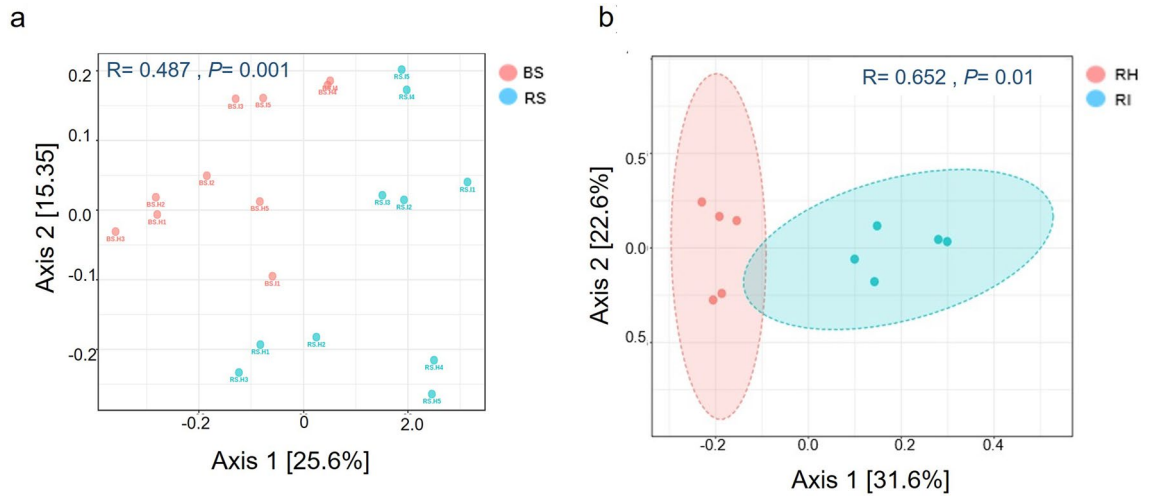 a
R= 0.487 , P= 0.001
BS
RS
0.2
0.1
0.0
-0.1
-0.2
Axis 2 [15.35]
RS.I5
RS.I4
BS.H4
BS.I3
BS.I5
BS.I2
RS.I1
RS.I3
RS.I2
BS.H2
BS.H1
BS.H5
BS.H3
BS.I1
RS.H1
RS.H2
RS.H3
RS.H4
RS.H5
-0.2
0
2.0
Axis 1 [25.6%]
b
R= 0.652 , P= 0.01
RH
RI
0.5
0.0
0.5
Axis 2 [22.6%]
-0.2
0.0
0.2
0.4
Axis 1 [31.6%]